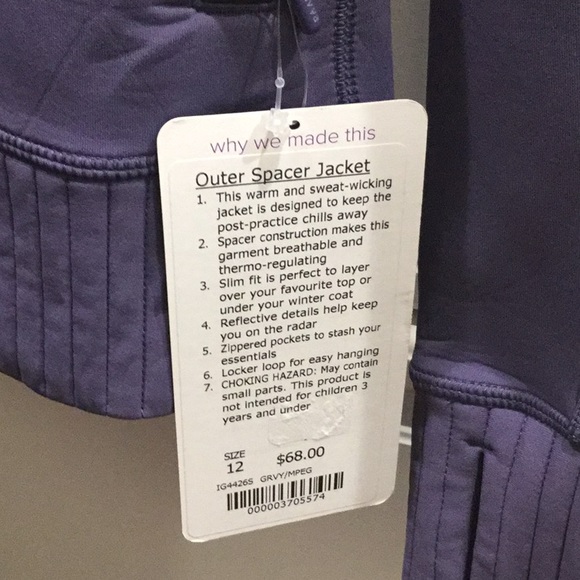 why we made this
Outer Spacer Jacket
1. This warm and sweat-wicking
jacket is designed to keep the
post-practice chills away
2. Spacer construction makes this
garment breathable and
thermo-regulating
3. Slim fit is perfect to layer
over your favourite top or
under your winter coat
4. Reflective details help keep
you on the radar
5. Zippered pockets to stash your
essentials
6. Locker loop for easy hanging
7. CHOKING HAZARD: May contain
small parts. This product is
not intended for children 3
years and under
SIZE
12 $68.00
IG4426S GRVY/MPEG
000003705574